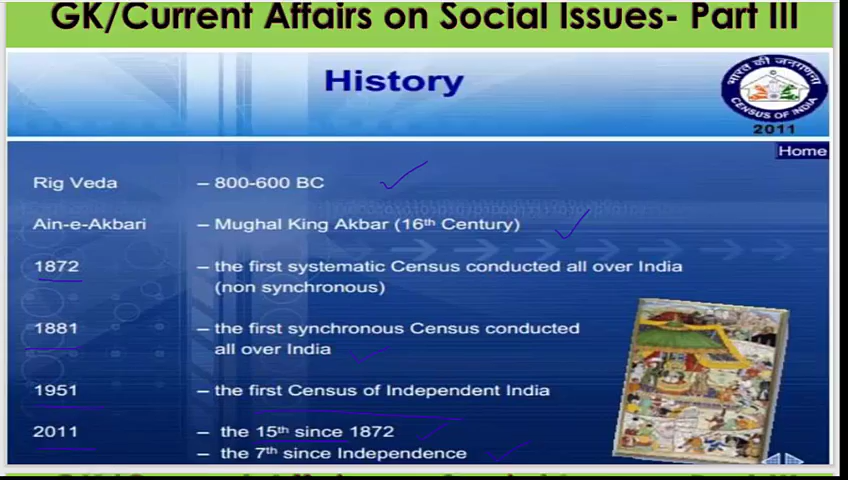 GK/Current Affairs on Social Issues- Part III
History
भारत की जनगणना
CENSUS OF INDIA
2011
Home
Rig Veda – 800-600 BC
Ain-e-Akbari – Mughal King Akbar (16th Century)
1872 – the first systematic Census conducted all over India
(non synchronous)
1881 – the first synchronous Census conducted
all over India
1951 – the first Census of Independent India
2011 – the 15th since 1872
– the 7th since Independence